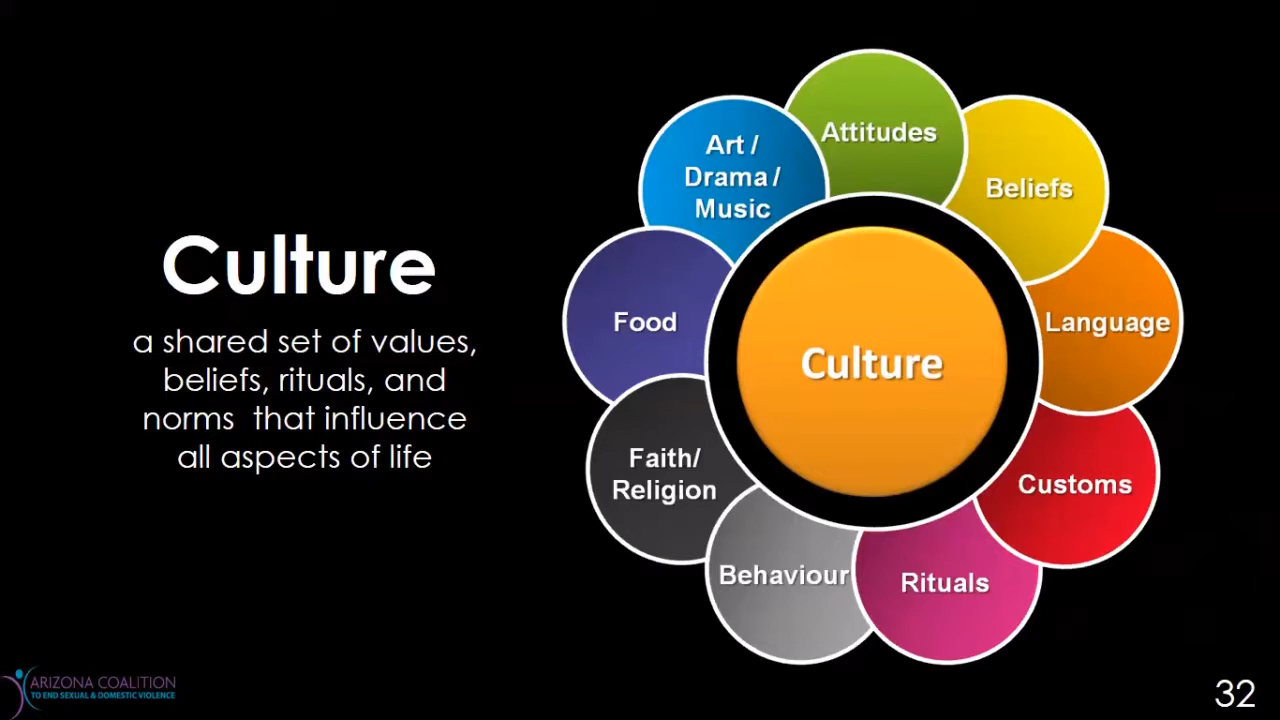 Culture
a shared set of values,
beliefs, rituals, and
norms  that influence
all aspects of life
Attitudes
Beliefs
Language
Customs
Rituals
Behaviour
Faith/
Religion
Food
Art /
Drama /
Music
Culture
ARIZONA COALITION
TO END SEXUAL & DOMESTIC VIOLENCE
32